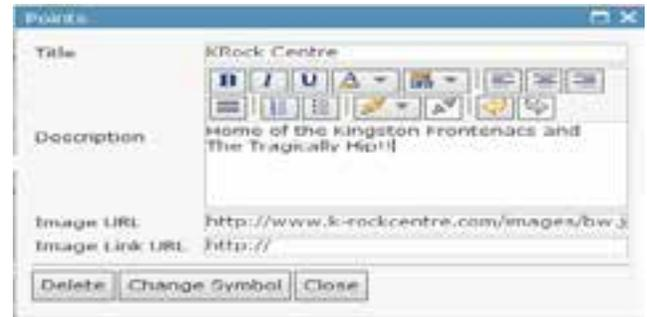 Points
Title KRock Centre
B I U A
Description Home of the Kingston Frontenacs and
The Tragically Hip!!
Image URL http://www.k-rockcentre.com/images/bw.j
Image Link URL http://
Delete Change Symbol Close